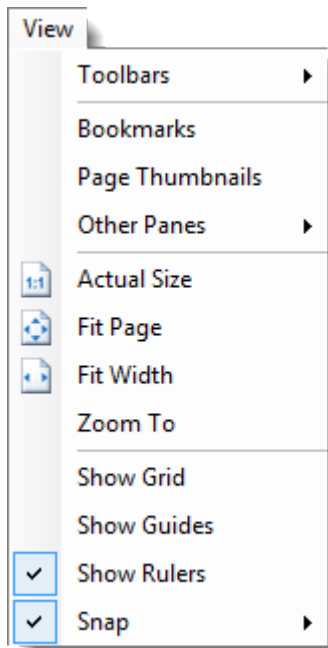 View
Toolbars
Bookmarks
Page Thumbnails
Other Panes
1:1
Actual Size
Fit Page
Fit Width
Zoom To
Show Grid
Show Guides
Show Rulers
Snap